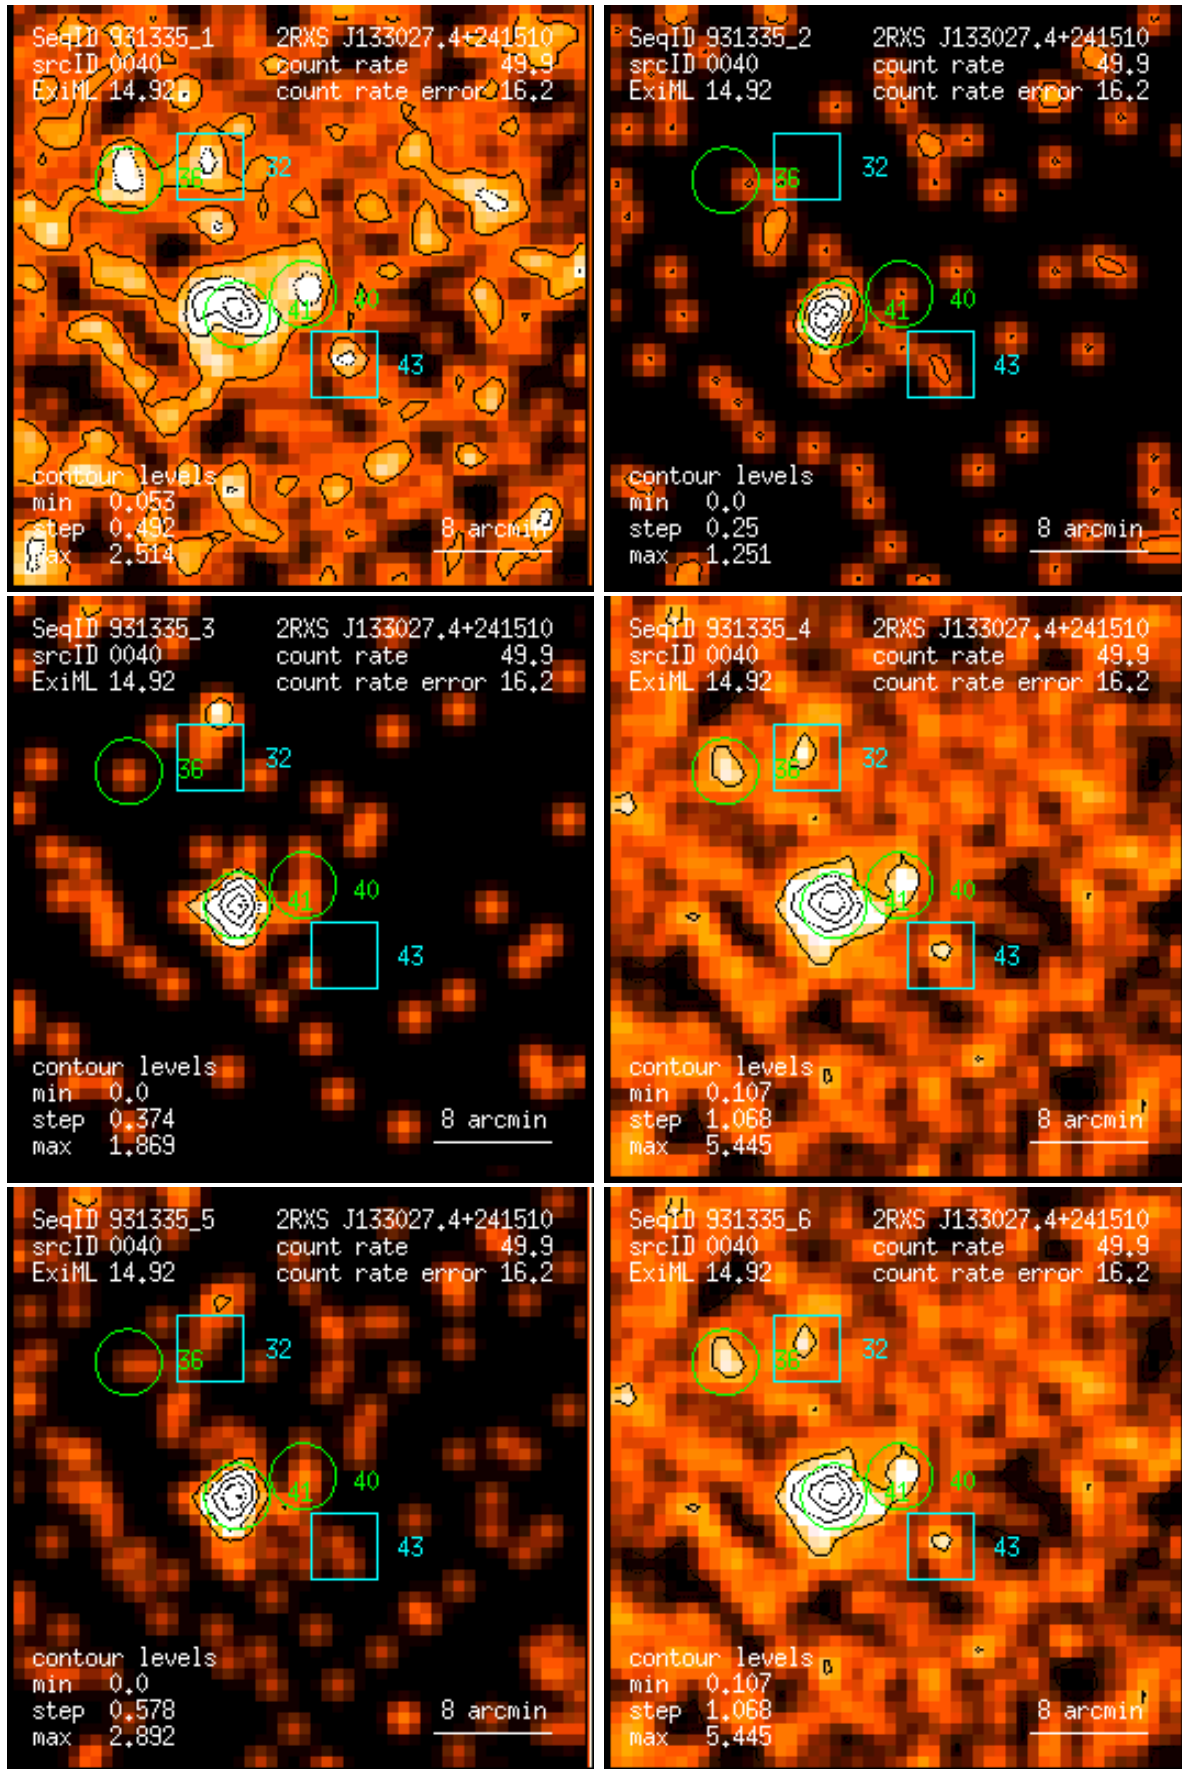 SeqID 931335_1 2RXS J133027.4+241510
srcID 0040 count rate 49.9
ExiML 14.92 count rate error 16.2
32
36
40
41
43
contour levels
min 0.053
step 0.492 8 arcmin
max 2.514
SeqID 931335_2 2RXS J133027.4+241510
srcID 0040 count rate 49.9
ExiML 14.92 count rate error 16.2
32
36
40
41
43
contour levels
min 0.0
step 0.25 8 arcmin
max 1.251
SeqID 931335_3 2RXS J133027.4+241510
srcID 0040 count rate 49.9
ExiML 14.92 count rate error 16.2
32
36
40
41
43
contour levels
min 0.0
step 0.374 8 arcmin
max 1.869
SeqID 931335_4 2RXS J133027.4+241510
srcID 0040 count rate 49.9
ExiML 14.92 count rate error 16.2
32
36
40
41
43
contour levels
min 0.107
step 1.068 8 arcmin
max 5.445
SeqID 931335_5 2RXS J133027.4+241510
srcID 0040 count rate 49.9
ExiML 14.92 count rate error 16.2
32
36
40
41
43
contour levels
min 0.0
step 0.578 8 arcmin
max 2.892
SeqID 931335_6 2RXS J133027.4+241510
srcID 0040 count rate 49.9
ExiML 14.92 count rate error 16.2
32
36
40
41
43
contour levels
min 0.107
step 1.068 8 arcmin
max 5.445